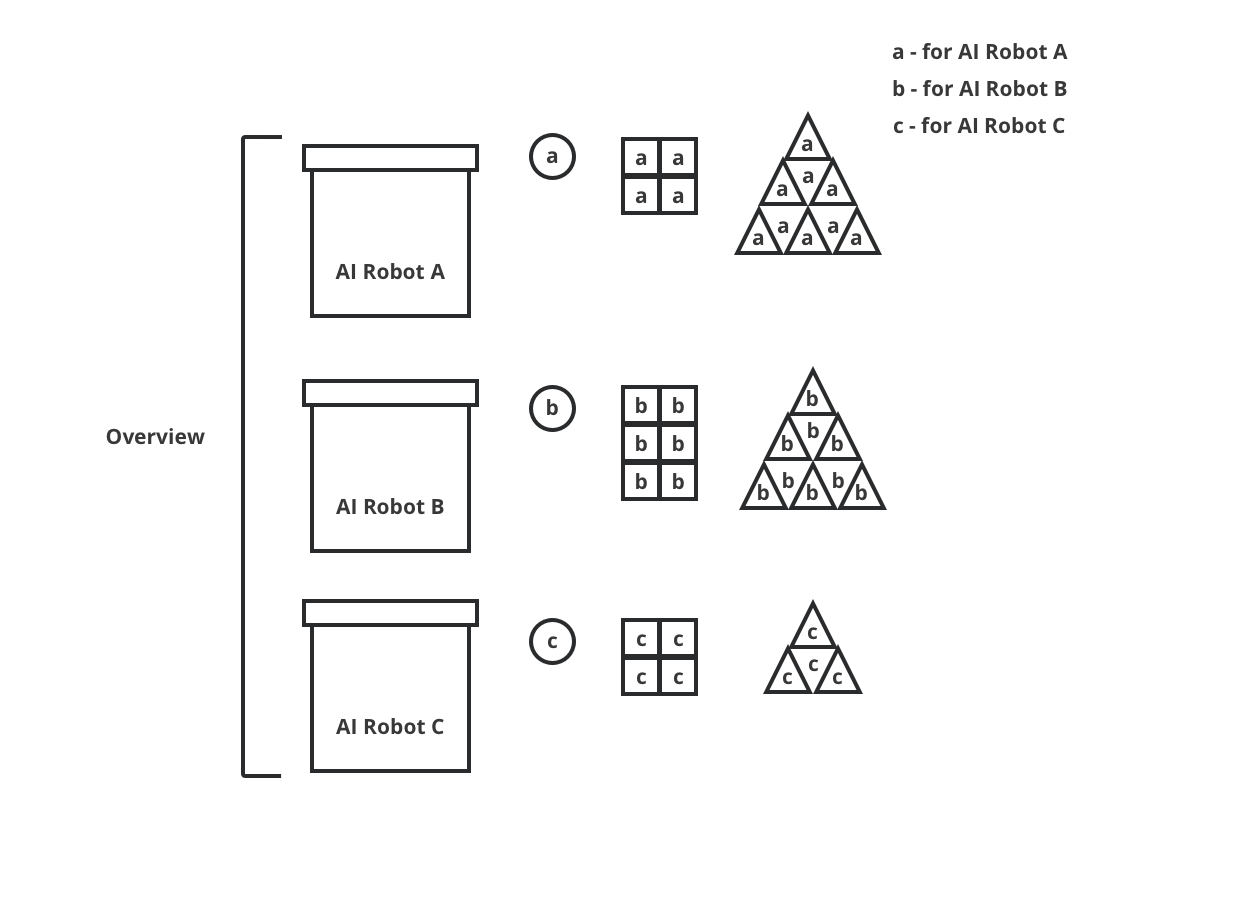 a - for AI Robot A
b - for AI Robot B
c - for AI Robot C
a
a a
a a
a
a a a
a a a a a
AI Robot A
b
b b
b b
b b
b
b b b
b b b b b
AI Robot B
Overview
c
c c
c c
c
c c c
AI Robot C